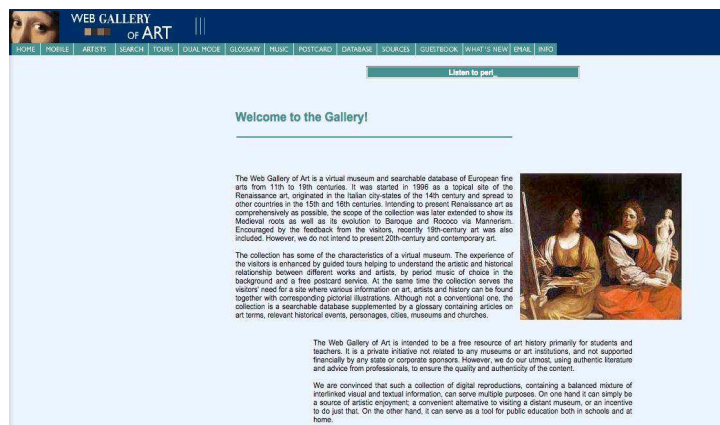 WEB GALLERY
OF ART
HOME MOBILE ARTISTS SEARCH TOURS DUAL MODE GLOSSARY MUSIC POSTCARD DATABASE SOURCES GUESTBOOK WHAT'S NEW EMAIL INFO
Listen to peri_
Welcome to the Gallery!
The Web Gallery of Art is a virtual museum and searchable database of European fine
arts from 11th to 19th centuries. It was started in 1996 as a topical site of the
Renaissance art, originated in the Italian city-states of the 14th century and spread to
other countries in the 15th and 16th centuries. Intending to present Renaissance art as
comprehensively as possible, the scope of the collection was later extended to show its
Medieval roots as well as its evolution to Baroque and Rococo via Mannerism.
Encouraged by the feedback from the visitors, recently 19th-century art was also
included. However, we do not intend to present 20th-century and contemporary art.
The collection has some of the characteristics of a virtual museum. The experience of
the visitors is enhanced by guided tours helping to understand the artistic and historical
relationship between different works and artists, by period music of choice in the
background and a free postcard service. At the same time the collection serves the
visitors' need for a site where various information on art, artists and history can be found
together with corresponding pictorial illustrations. Although not a conventional one, the
collection is a searchable database supplemented by a glossary containing articles on
art terms, relevant historical events, personages, cities, museums and churches.
The Web Gallery of Art is intended to be a free resource of art history primarily for students and
teachers. It is a private initiative not related to any museums or art institutions, and not supported
financially by any state or corporate sponsors. However, we do our utmost, using authentic literature
and advice from professionals, to ensure the quality and authenticity of the content.
We are convinced that such a collection of digital reproductions, containing a balanced mixture of
interlinked visual and textual information, can serve multiple purposes. On one hand it can simply be
a source of artistic enjoyment; a convenient alternative to visiting a distant museum, or an incentive
to do just that. On the other hand, it can serve as a tool for public education both in schools and at
home.